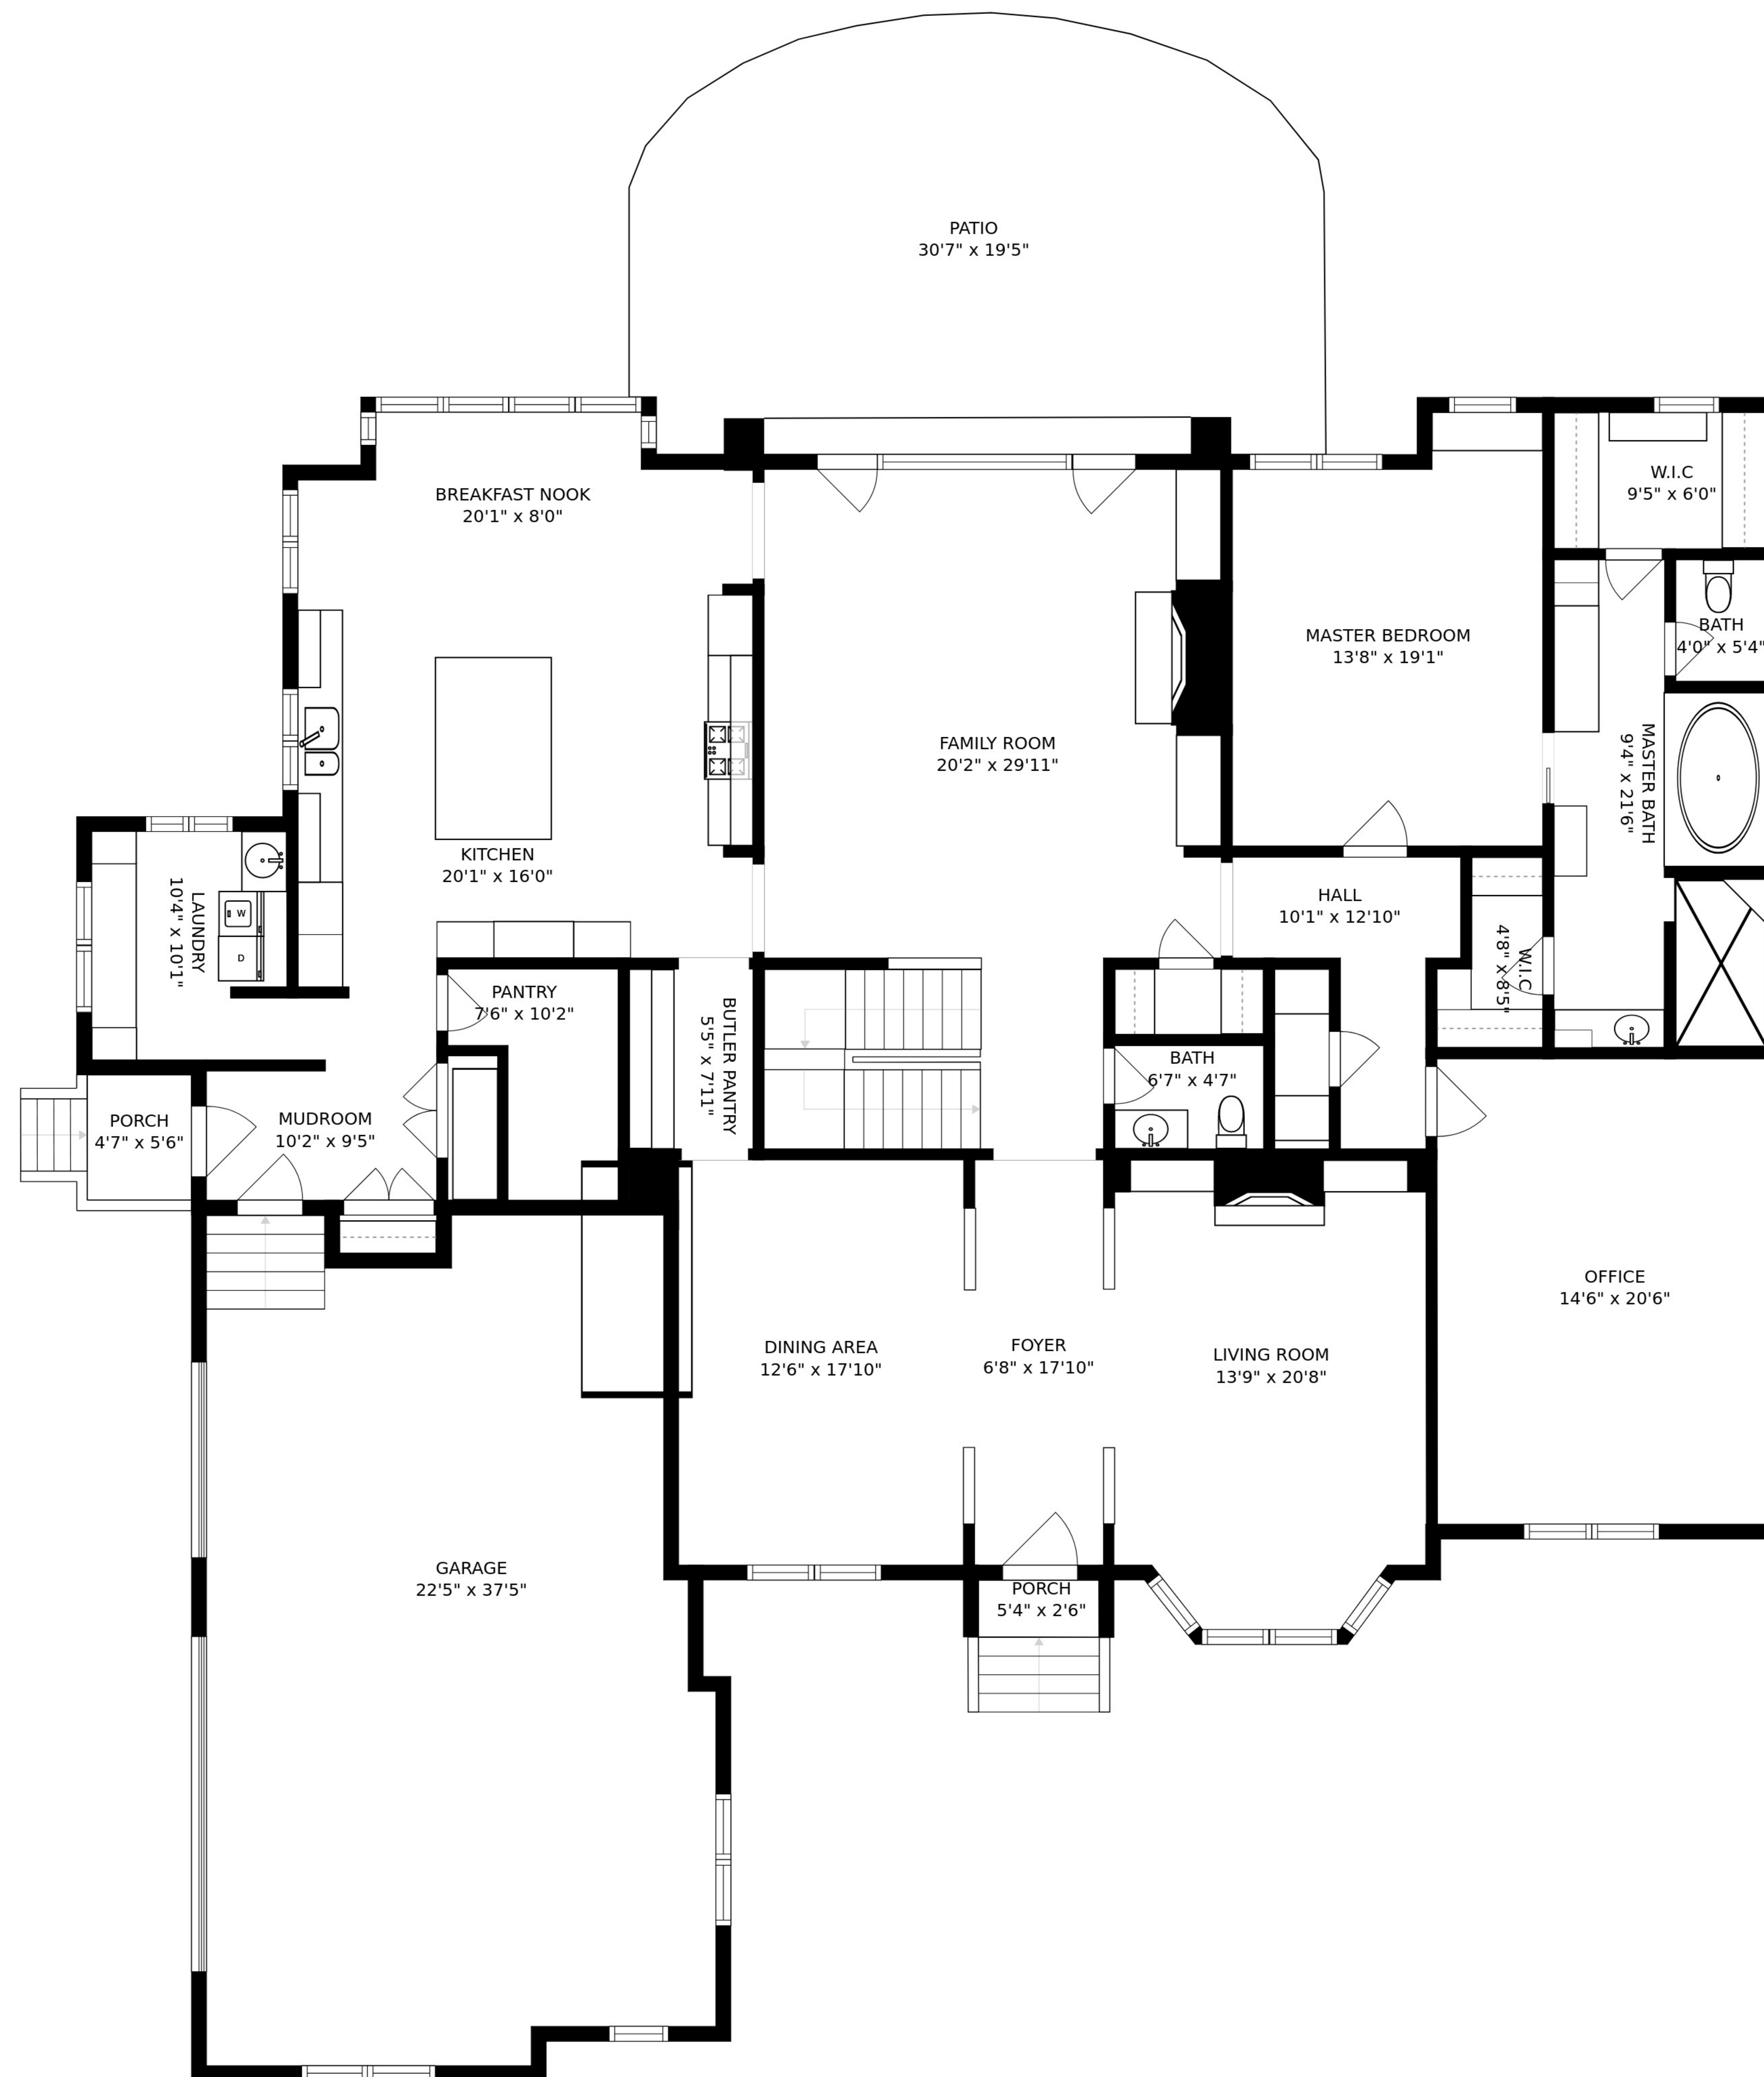 PATIO
30'7" x 19'5"
BREAKFAST NOOK
20'1" x 8'0"
W.I.C
9'5" x 6'0"
BATH
4'0" x 5'4"
MASTER BEDROOM
13'8" x 19'1"
FAMILY ROOM
20'2" x 29'11"
MASTER BATH
9'4" x 21'6"
KITCHEN
20'1" x 16'0"
HALL
10'1" x 12'10"
LAUNDRY
10'4" x 10'1"
W
D
W.I.C
4'8" x 8'5"
PANTRY
7'6" x 10'2"
BUTLER PANTRY
5'5" x 7'11"
BATH
6'7" x 4'7"
PORCH
4'7" x 5'6"
MUDROOM
10'2" x 9'5"
OFFICE
14'6" x 20'6"
DINING AREA
12'6" x 17'10"
FOYER
6'8" x 17'10"
LIVING ROOM
13'9" x 20'8"
GARAGE
22'5" x 37'5"
PORCH
5'4" x 2'6"